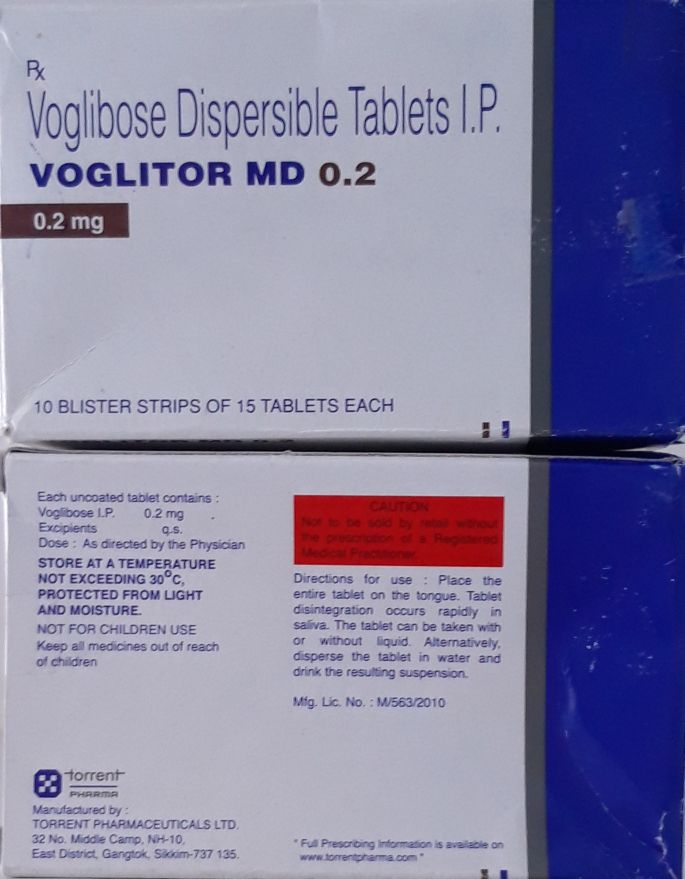 Rx
Voglibose Dispersible Tablets I.P.
VOGLITOR MD 0.2
0.2 mg
10 BLISTER STRIPS OF 15 TABLETS EACH
Each uncoated tablet contains :
Voglibose I.P. 0.2 mg
Excipients q.s.
Dose : As directed by the Physician
STORE AT A TEMPERATURE
NOT EXCEEDING 30°C,
PROTECTED FROM LIGHT
AND MOISTURE.
NOT FOR CHILDREN USE
Keep all medicines out of reach
of children
CAUTION
Not to be sold by retail without
the prescription of a Registered
Medical Practitioner.
Directions for use : Place the
entire tablet on the tongue. Tablet
disintegration occurs rapidly in
saliva. The tablet can be taken with
or without liquid. Alternatively,
disperse the tablet in water and
drink the resulting suspension.
Mfg. Lic. No. : M/563/2010
torrent
PHARMA
Manufactured by :
TORRENT PHARMACEUTICALS LTD.
32 No. Middle Camp, NH-10,
East District, Gangtok, Sikkim-737 135.
* Full Prescribing Information is available on
www.torrentpharma.com *